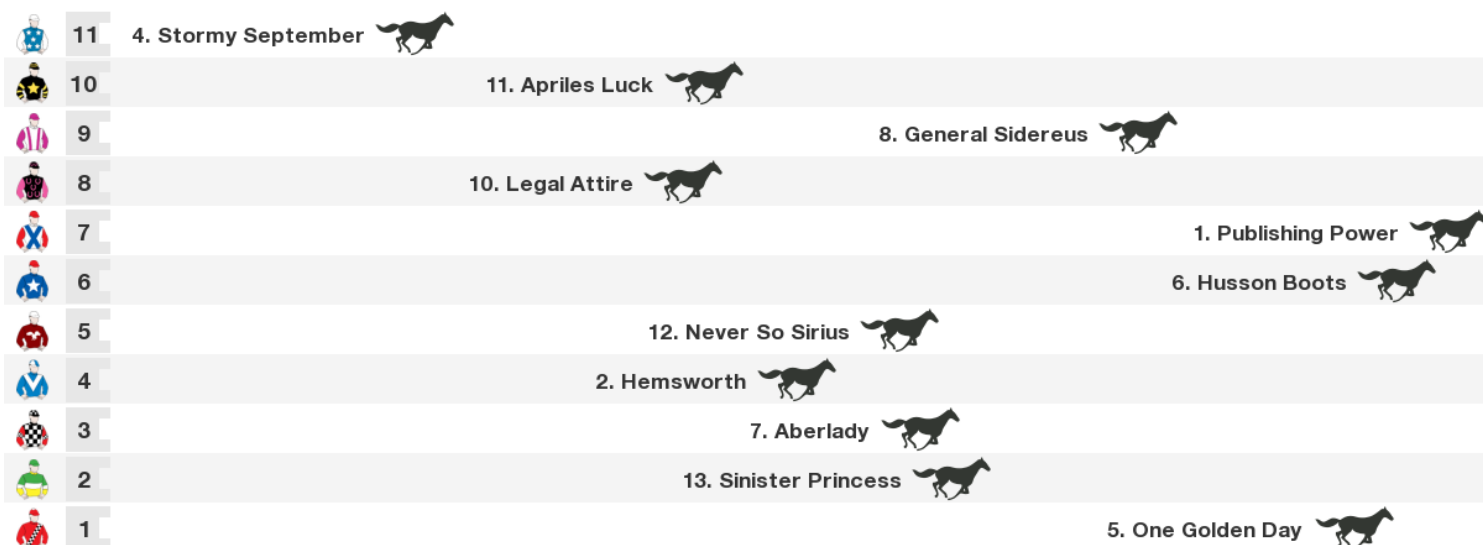 11 4. Stormy September
10 11. Apriles Luck
9 8. General Sidereus
8 10. Legal Attire
7 1. Publishing Power
6 6. Husson Boots
5 12. Never So Sirius
4 2. Hemsworth
3 7. Aberlady
2 13. Sinister Princess
1 5. One Golden Day